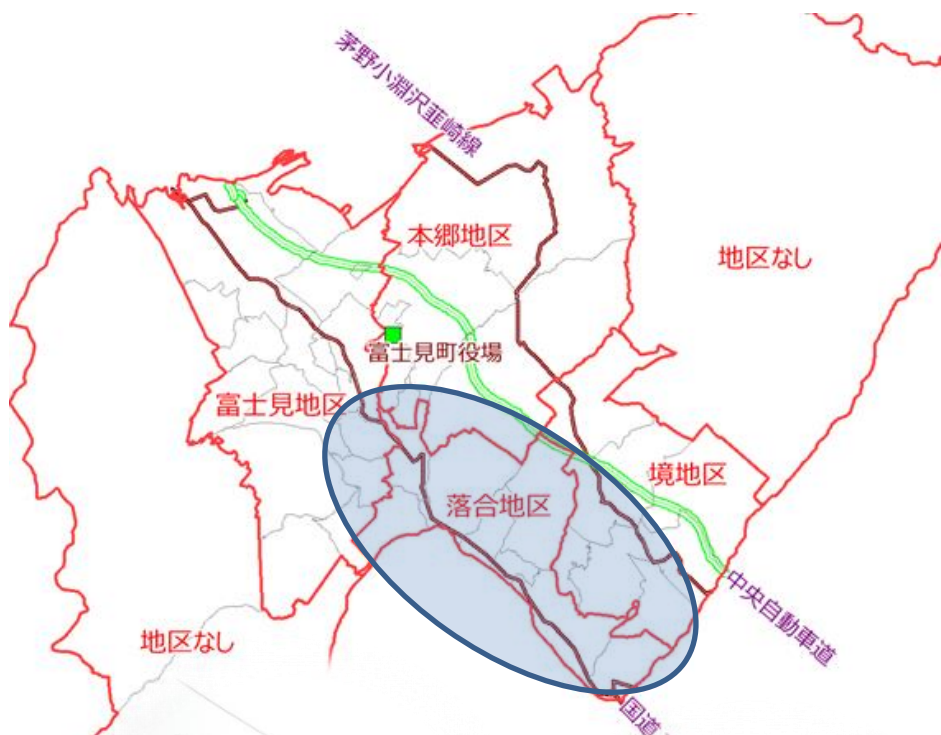 茅野小淵沢韮崎線
本郷地区
地区なし
富士見町役場
富士見地区
境地区
落合地区
中央自動車道
地区なし
国道